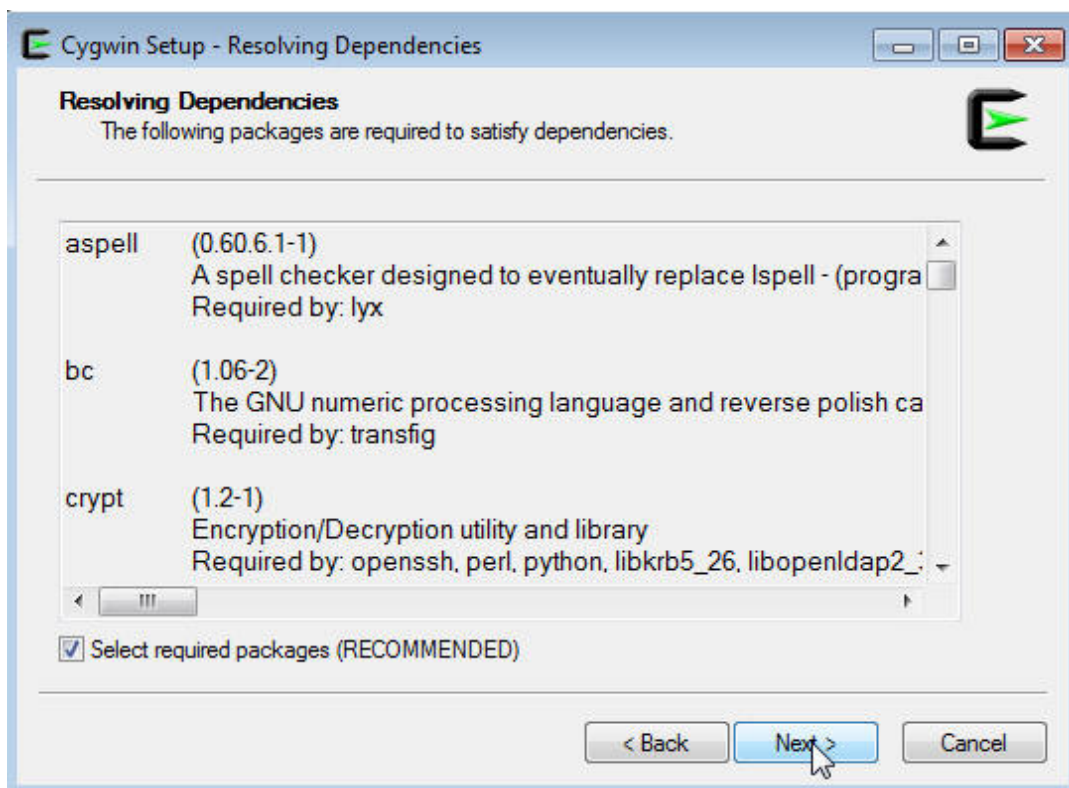 Cygwin Setup - Resolving Dependencies
Resolving Dependencies
The following packages are required to satisfy dependencies.
aspell (0.60.6.1-1)
A spell checker designed to eventually replace Ispell - (progra
Required by: lyx
bc (1.06-2)
The GNU numeric processing language and reverse polish ca
Required by: transfig
crypt (1.2-1)
Encryption/Decryption utility and library
Required by: openssh, perl, python, libkrb5_26, libopenldap2_
Select required packages (RECOMMENDED)
< Back Next > Cancel